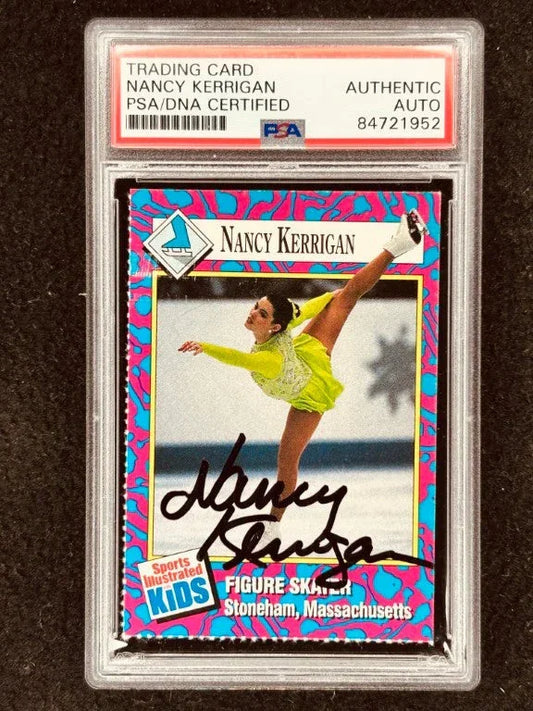 TRADING CARD
NANCY KERRIGAN AUTHENTIC
PSA/DNA CERTIFIED AUTO
84721952
PSA
NANCY KERRIGAN
Nancy
Kerrigan
Sports
Illustrated
KIDS
FIGURE SKATER
Stoneham, Massachusetts